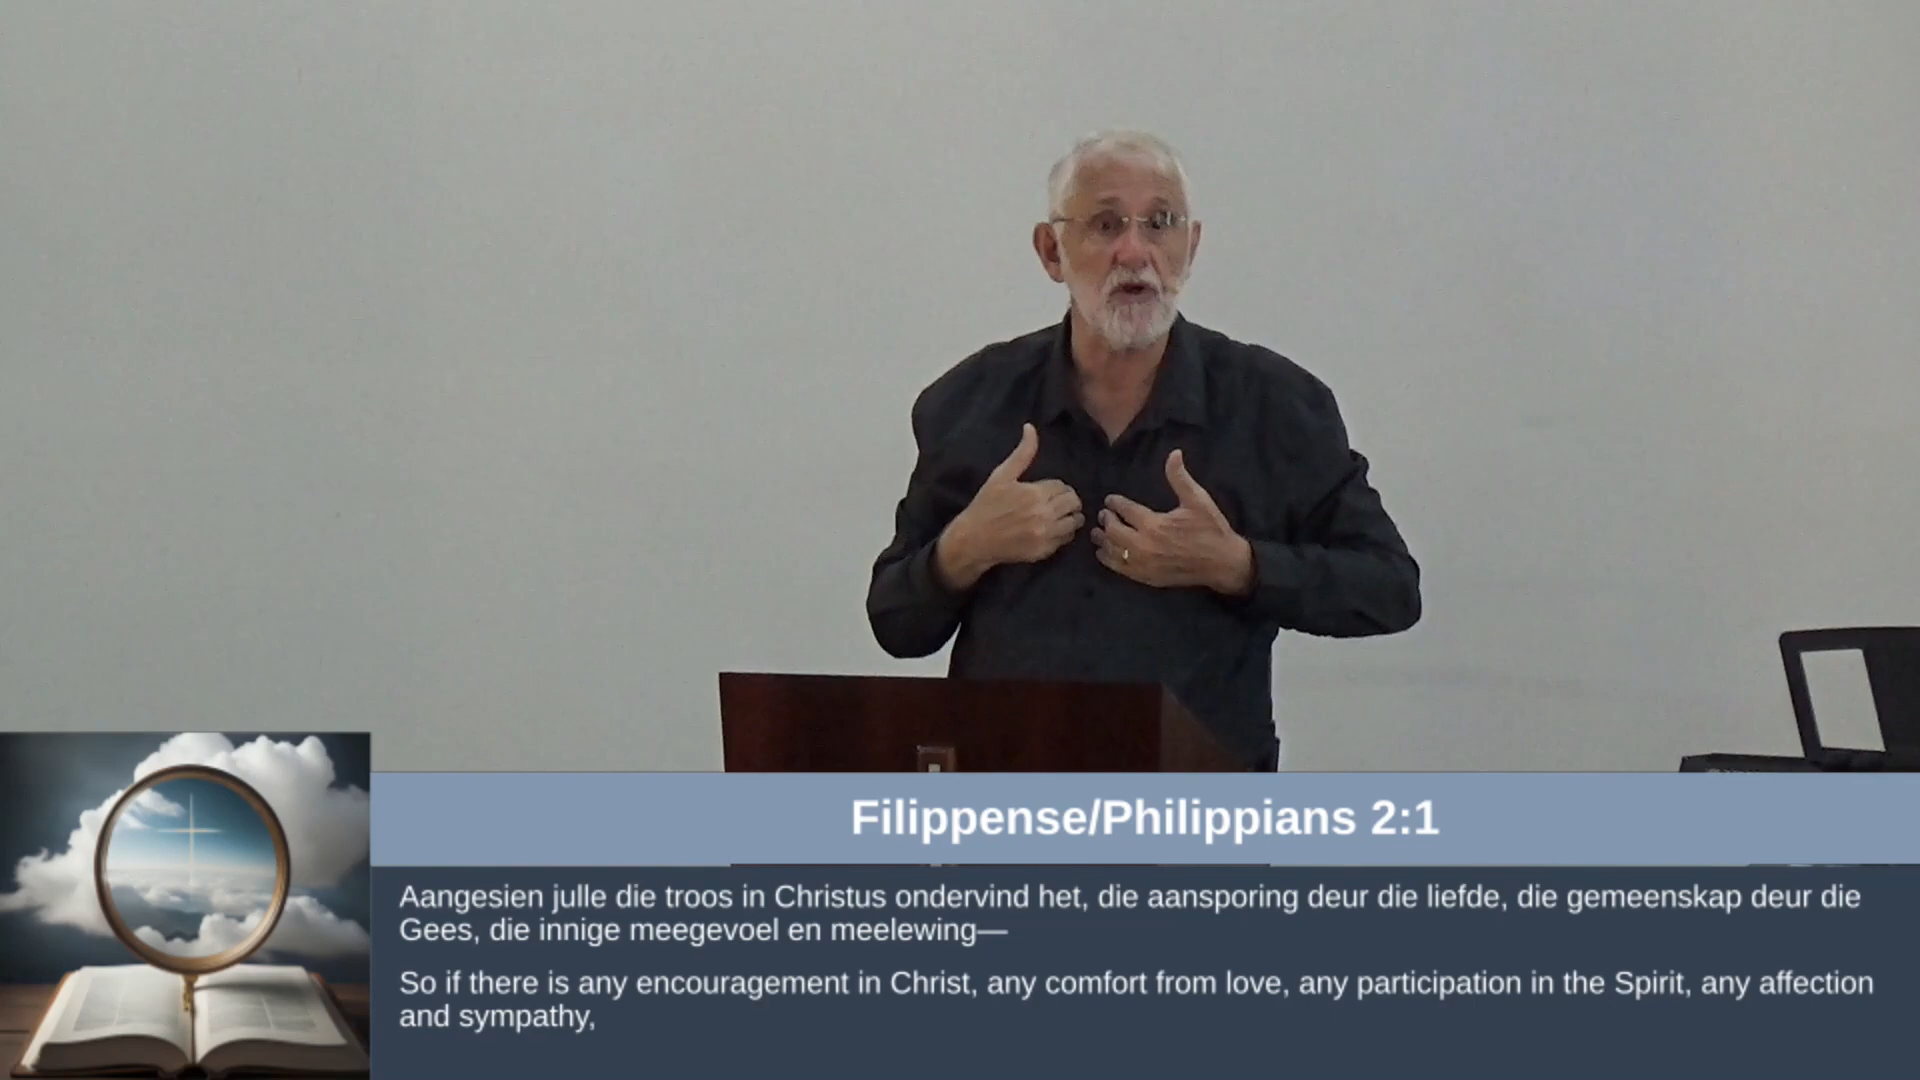 Filippense/Philippians 2:1
Aangesien julle die troos in Christus ondervind het, die aansporing deur die liefde, die gemeenskap deur die
Gees, die innige meegevoel en meelewing—
So if there is any encouragement in Christ, any comfort from love, any participation in the Spirit, any affection
and sympathy,